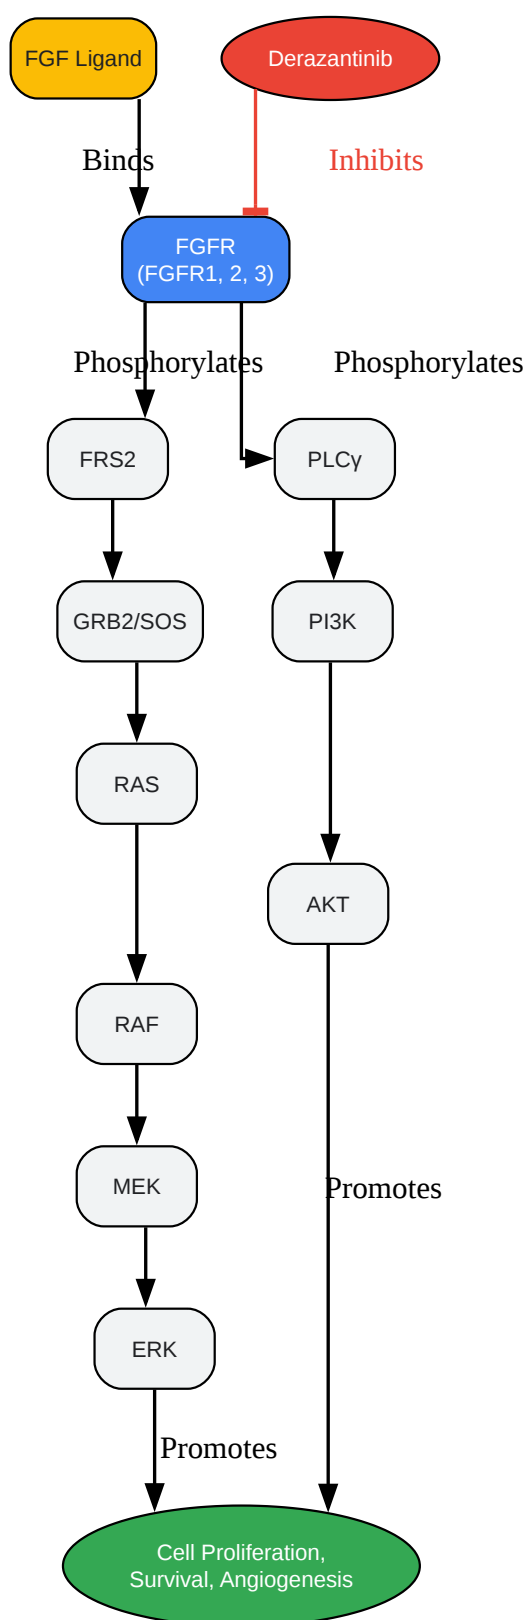 FGF Ligand
Derazantinib
Binds
Inhibits
FGFR
(FGFR1, 2, 3)
Phosphorylates
Phosphorylates
FRS2
PLCγ
GRB2/SOS
PI3K
RAS
AKT
RAF
MEK
Promotes
ERK
Promotes
Cell Proliferation,
Survival, Angiogenesis